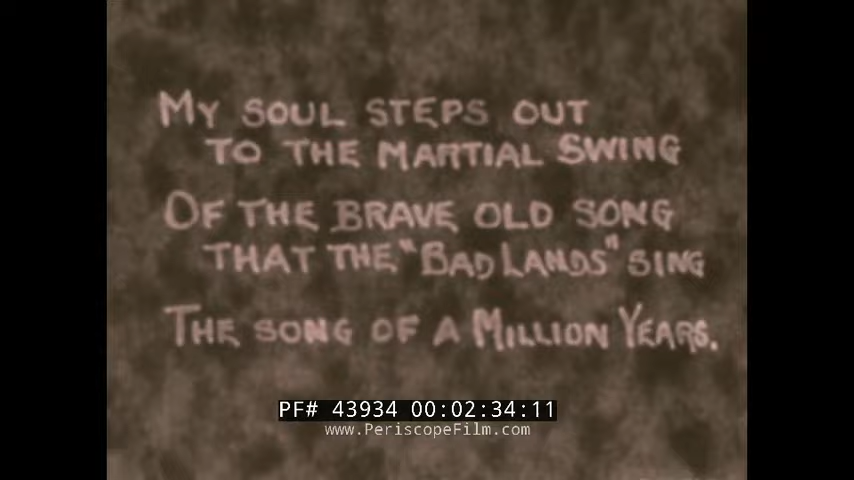 My soul steps out
to the martial swing
Of the brave old song
that the "Bad Lands" sing
The song of a Million Years.
PF# 43934 00:02:34:11
www.PeriscopeFilm.com